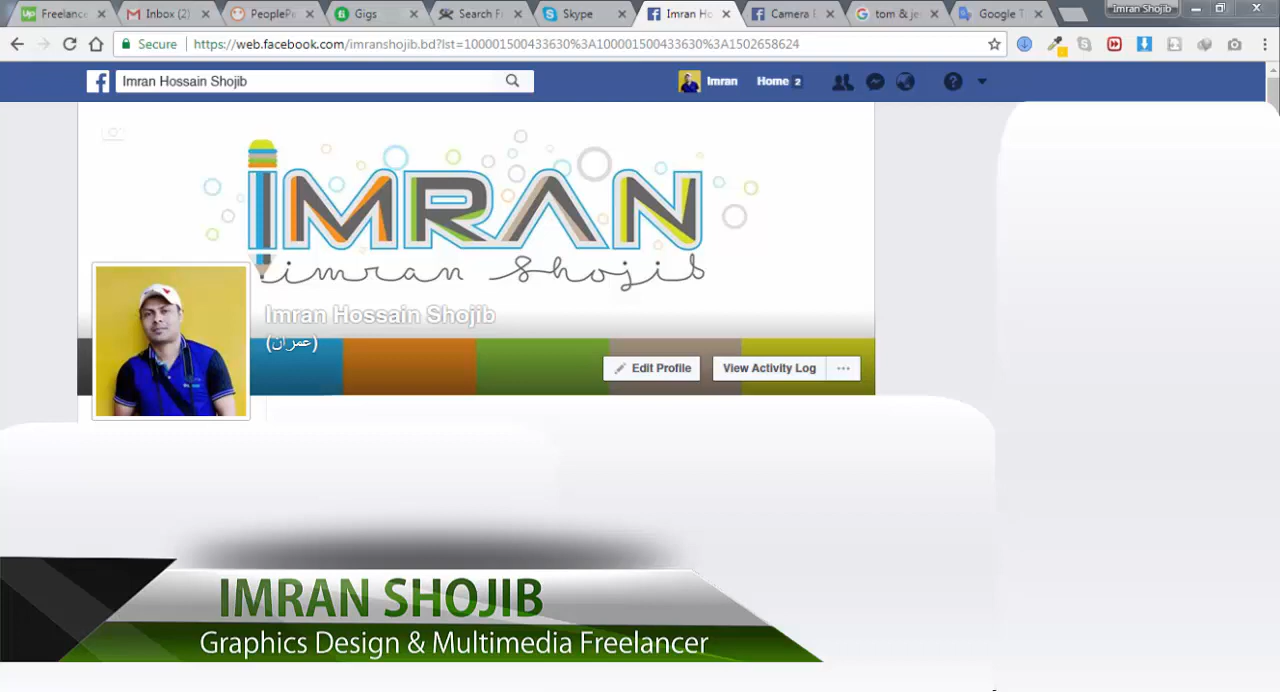 Freelance
Inbox (2)
PeoplePe
Gigs
Search F
Skype
Imran Ho
Camera E
tom & je
Google T
Imran Shojib
Secure
https://web.facebook.com/imranshojib.bd?lst=100001500433630%3A100001500433630%3A1502658624
Imran Hossain Shojib
Imran
Home 2
IMRAN
imran shojib
Imran Hossain Shojib
(عمران)
Edit Profile
View Activity Log
IMRAN SHOJIB
Graphics Design & Multimedia Freelancer